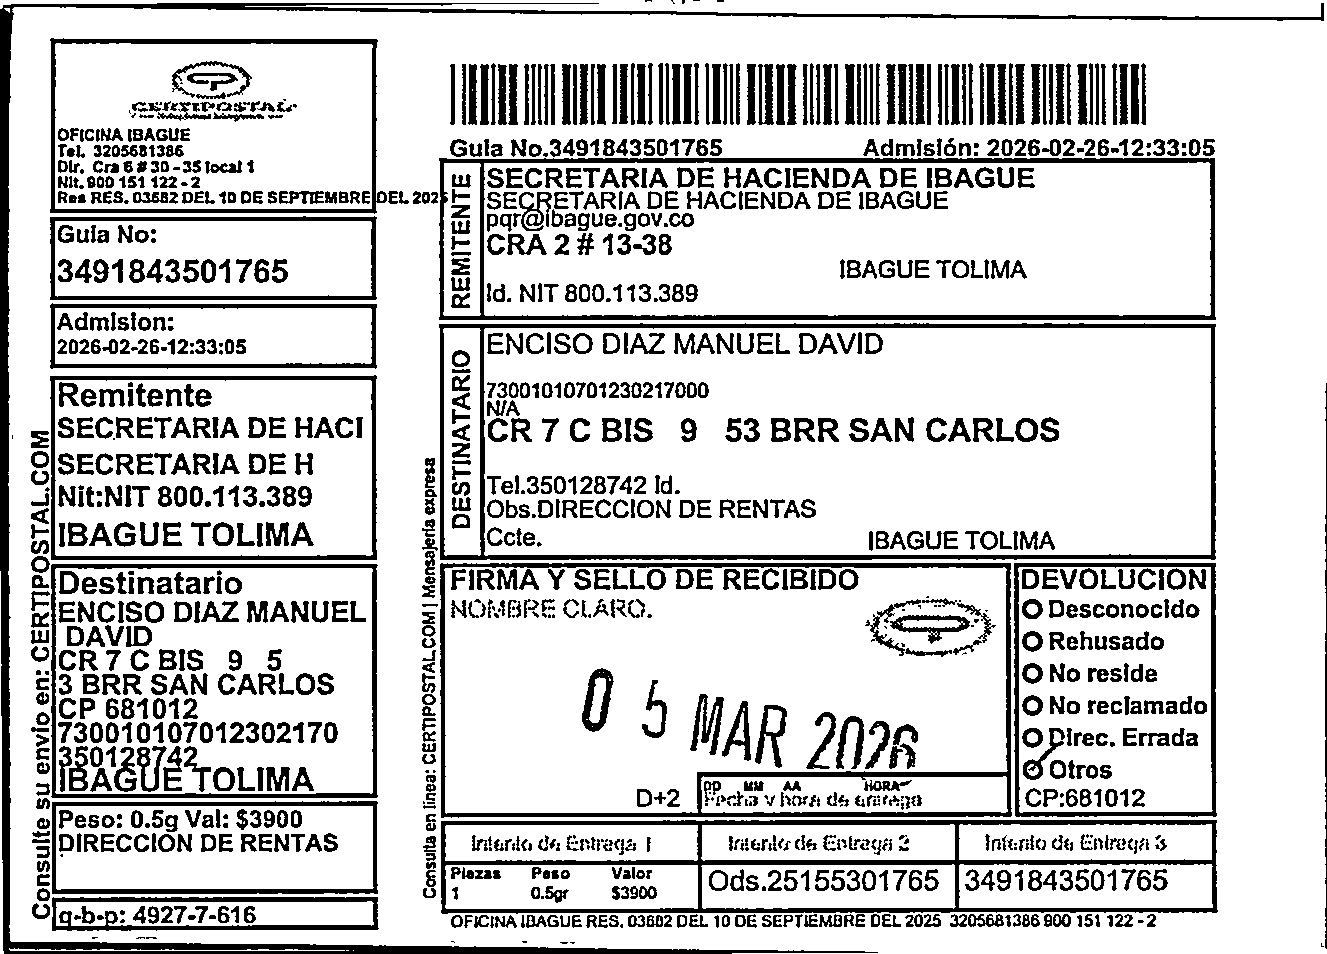 CERTIPOSTAL
OFICINA IBAGUE
Tel. 3205681386
Dir. Cra 6 # 30 - 35 local 1
Nit. 900 151 122 - 2
Res RES. 03682 DEL 10 DE SEPTIEMBRE DEL 2025
Guia No:
3491843501765
Admision:
2026-02-26-12:33:05
Remitente
SECRETARIA DE HACI
SECRETARIA DE H
Nit:NIT 800.113.389
IBAGUE TOLIMA
Destinatario
ENCISO DIAZ MANUEL
DAVID
CR 7 C BIS 9 5
3 BRR SAN CARLOS
CP 681012
730010107012302170
350128742
IBAGUE TOLIMA
Peso: 0.5g Val: $3900
DIRECCION DE RENTAS
q-b-p: 4927-7-616
Consulte su envio en: CERTIPOSTAL.COM
Guia No.3491843501765 Admisión: 2026-02-26-12:33:05
REMITENTE
SECRETARIA DE HACIENDA DE IBAGUE
SECRETARIA DE HACIENDA DE IBAGUE
pqr@ibague.gov.co
CRA 2 # 13-38
IBAGUE TOLIMA
Id. NIT 800.113.389
DESTINATARIO
ENCISO DIAZ MANUEL DAVID
73001010701230217000
N/A
CR 7 C BIS 9 53 BRR SAN CARLOS
Tel.350128742 Id.
Obs.DIRECCION DE RENTAS
Ccte. IBAGUE TOLIMA
Consulta en línea: CERTIPOSTAL.COM | Mensajería expresa
FIRMA Y SELLO DE RECIBIDO
NOMBRE CLARO.
05 MAR 2026
D+2
DD MM AA HORA
Fecha y hora de entrega
DEVOLUCION
Desconocido
Rehusado
No reside
No reclamado
Direc. Errada
Otros
CP:681012
Intento de Entrega 1 Intento de Entrega 2 Intento de Entrega 3
Piezas Peso Valor
1 0.5gr $3900
Ods.25155301765 3491843501765
OFICINA IBAGUE RES. 03682 DEL 10 DE SEPTIEMBRE DEL 2025 3205681386 900 151 122 - 2